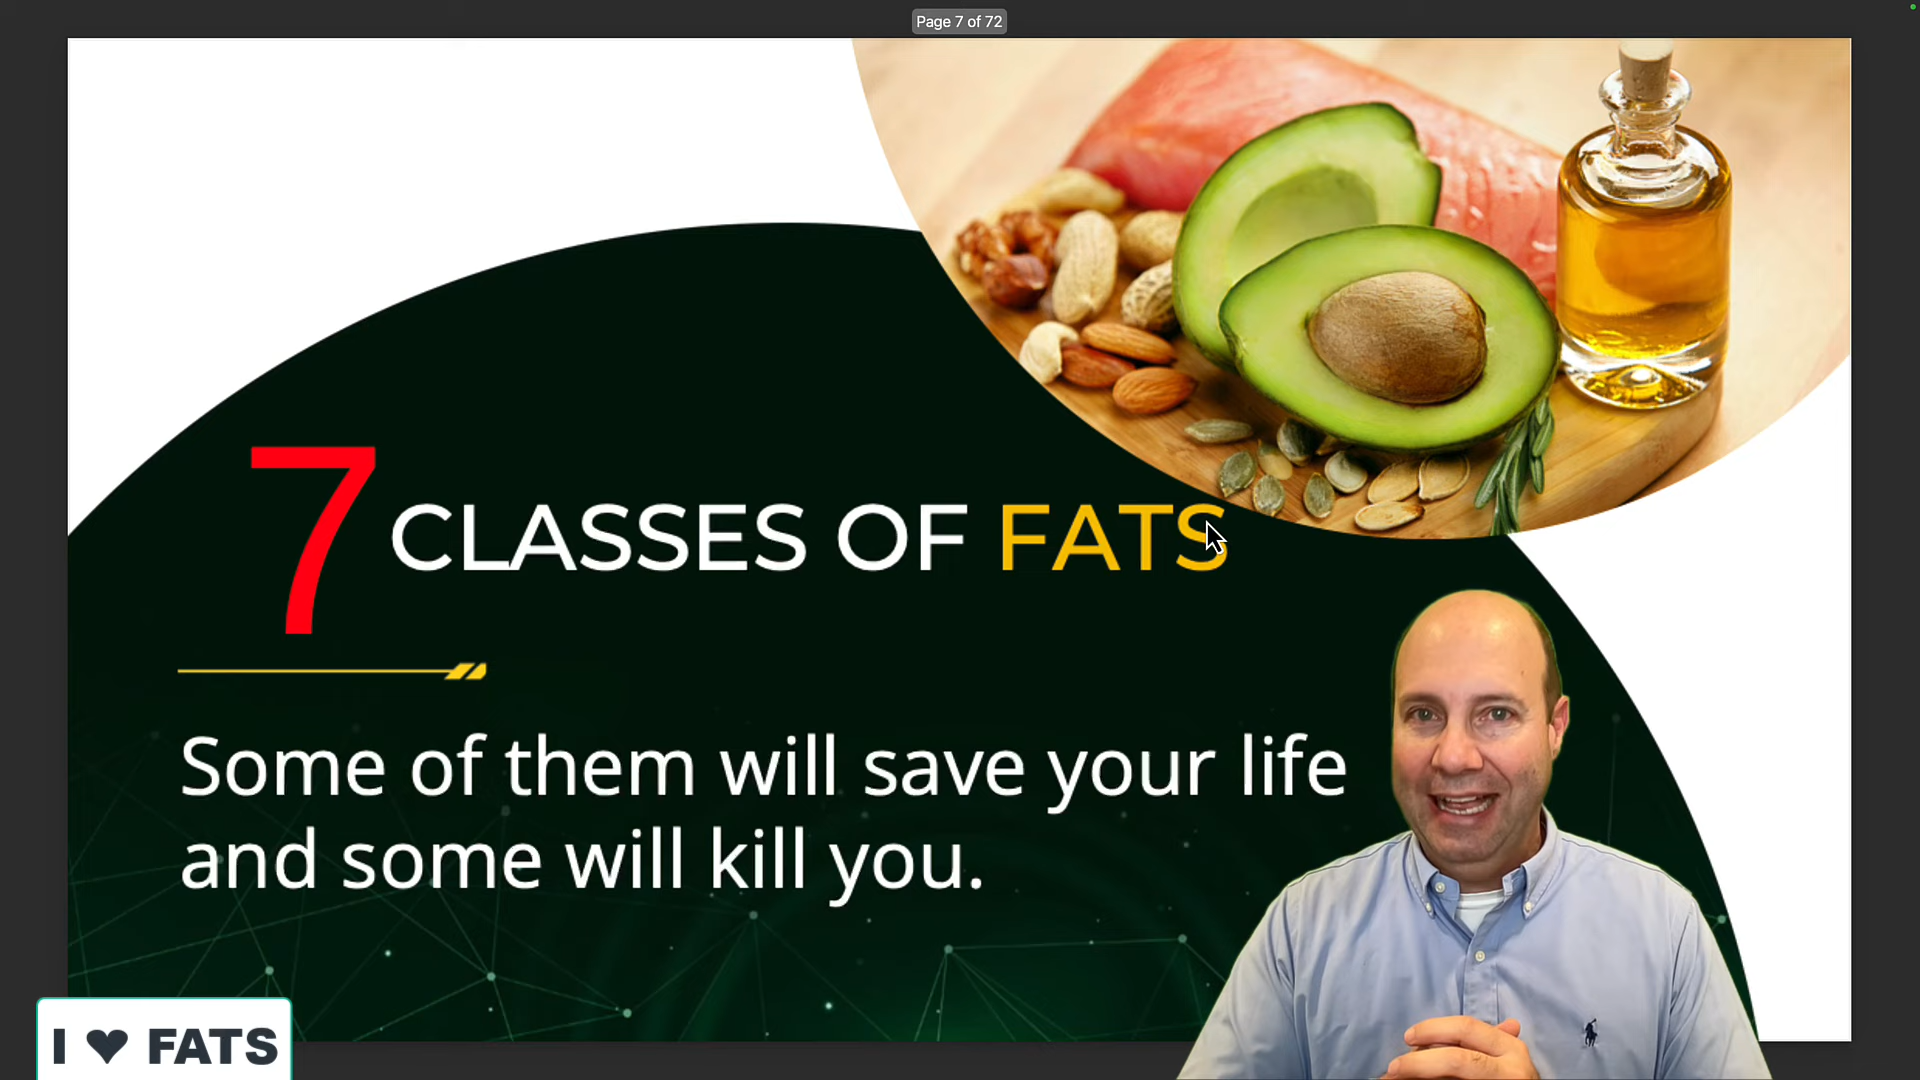 Page 7 of 72
7 CLASSES OF FATS
Some of them will save your life
and some will kill you.
I ♥ FATS